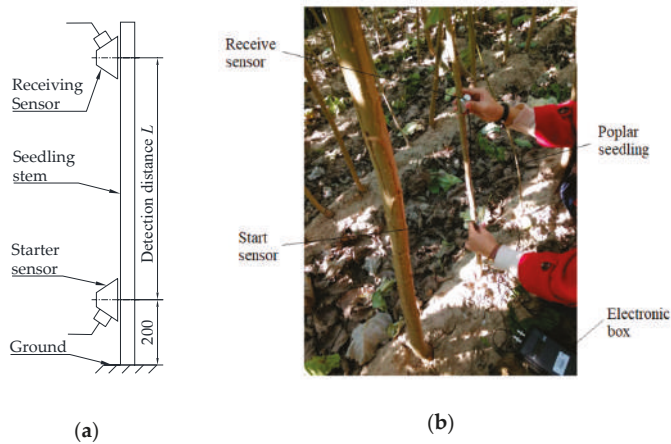 (a)
Receiving
Sensor
Seedling
stem
Starter
sensor
Ground
Detection distance L
200
(b)
Receive
sensor
Poplar
seedling
Start
sensor
Electronic
box
(a)
(b)